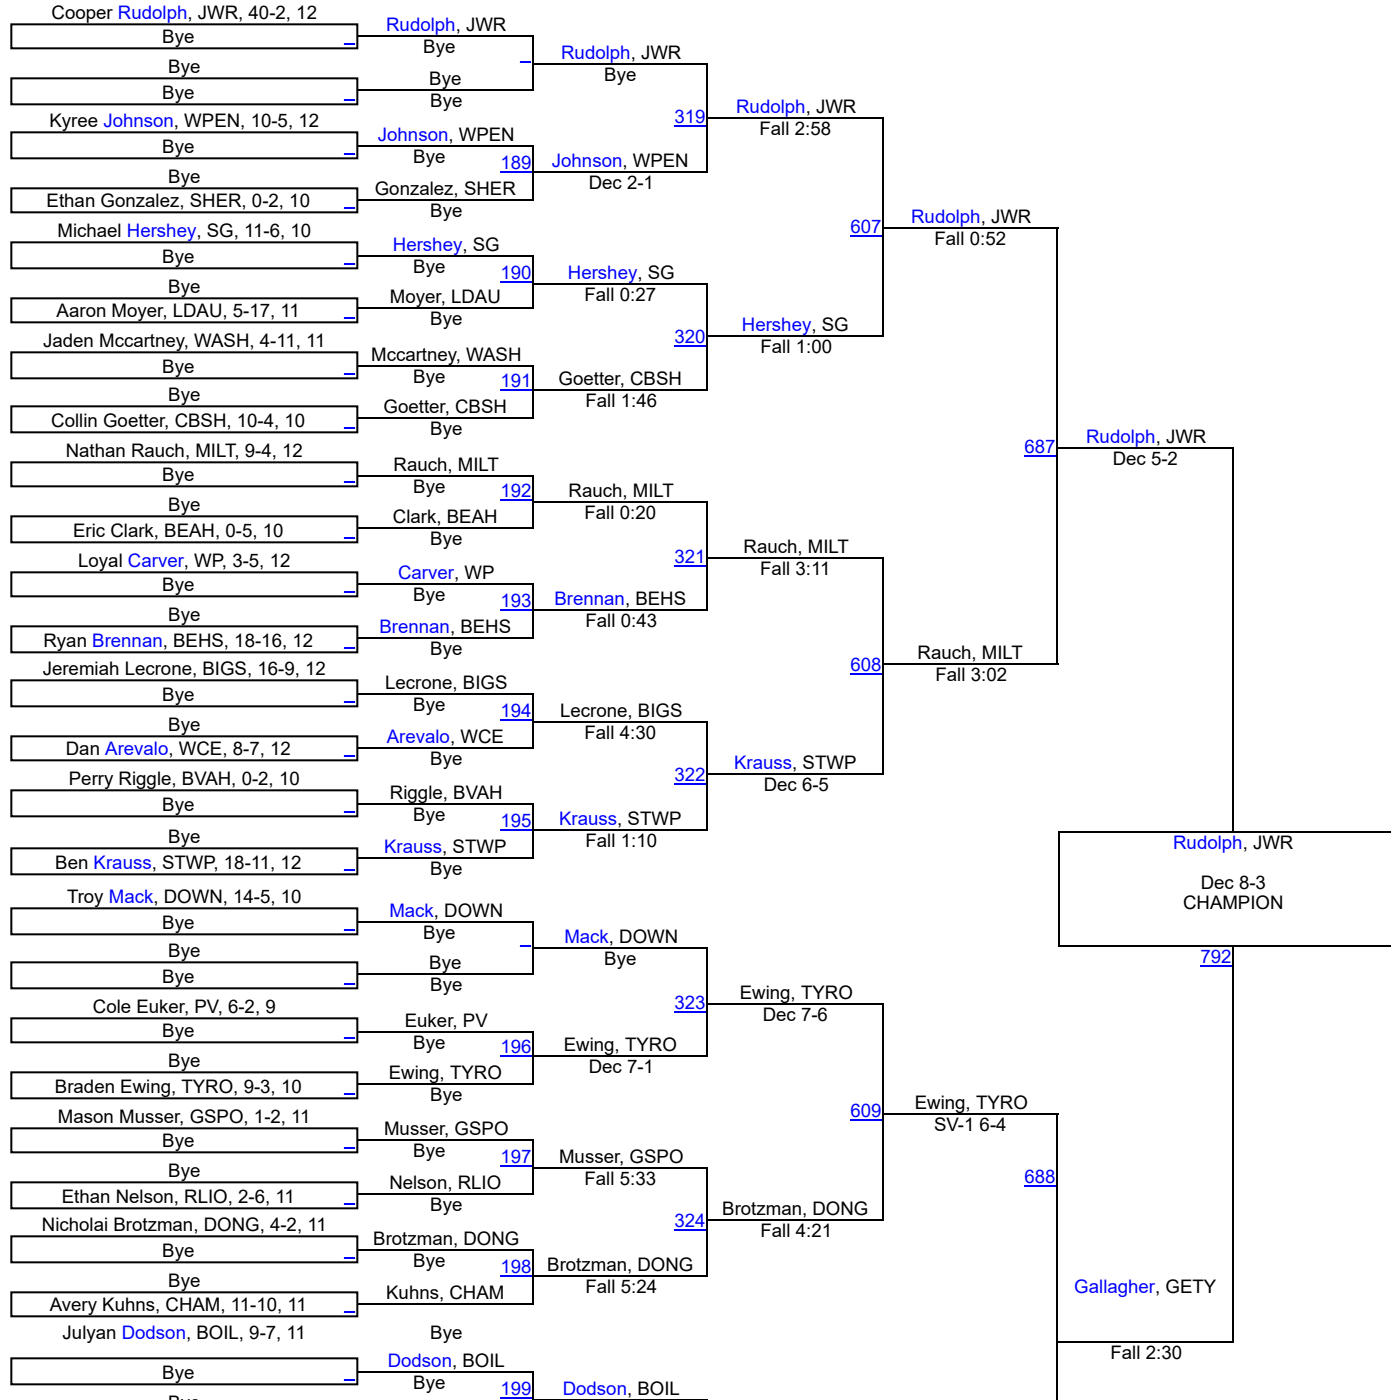 Cooper Rudolph, JWR, 40-2, 12
Bye
Bye
Bye
Kyree Johnson, WPEN, 10-5, 12
Bye
Bye
Ethan Gonzalez, SHER, 0-2, 10
Michael Hershey, SG, 11-6, 10
Bye
Bye
Aaron Moyer, LDAU, 5-17, 11
Jaden Mccartney, WASH, 4-11, 11
Bye
Bye
Collin Goetter, CBSH, 10-4, 10
Nathan Rauch, MILT, 9-4, 12
Bye
Bye
Eric Clark, BEAH, 0-5, 10
Loyal Carver, WP, 3-5, 12
Bye
Bye
Ryan Brennan, BEHS, 18-16, 12
Jeremiah Lecrone, BIGS, 16-9, 12
Bye
Bye
Dan Arevalo, WCE, 8-7, 12
Perry Riggle, BVAH, 0-2, 10
Bye
Bye
Ben Krauss, STWP, 18-11, 12
Troy Mack, DOWN, 14-5, 10
Bye
Bye
Bye
Cole Euker, PV, 6-2, 9
Bye
Bye
Braden Ewing, TYRO, 9-3, 10
Mason Musser, GSPO, 1-2, 11
Bye
Bye
Ethan Nelson, RLIO, 2-6, 11
Nicholai Brotzman, DONG, 4-2, 11
Bye
Bye
Avery Kuhns, CHAM, 11-10, 11
Julyan Dodson, BOIL, 9-7, 11
Bye
Bye
Rudolph, JWR
Bye
Bye
Bye
Johnson, WPEN
Bye
189
Gonzalez, SHER
Bye
Hershey, SG
Bye
190
Moyer, LDAU
Bye
Mccartney, WASH
Bye
191
Goetter, CBSH
Bye
Rauch, MILT
Bye
192
Clark, BEAH
Bye
Carver, WP
Bye
193
Brennan, BEHS
Bye
Lecrone, BIGS
Bye
194
Arevalo, WCE
Bye
Riggle, BVAH
Bye
195
Krauss, STWP
Bye
Mack, DOWN
Bye
Bye
Bye
Euker, PV
Bye
196
Ewing, TYRO
Bye
Musser, GSPO
Bye
197
Nelson, RLIO
Bye
Brotzman, DONG
Bye
198
Kuhns, CHAM
Bye
Dodson, BOIL
Bye
199
Rudolph, JWR
Bye
319
Johnson, WPEN
Dec 2-1
Hershey, SG
Fall 0:27
320
Goetter, CBSH
Fall 1:46
Rauch, MILT
Fall 0:20
321
Brennan, BEHS
Fall 0:43
Lecrone, BIGS
Fall 4:30
322
Krauss, STWP
Fall 1:10
Mack, DOWN
Bye
323
Ewing, TYRO
Dec 7-1
Musser, GSPO
Fall 5:33
324
Brotzman, DONG
Fall 5:24
Dodson, BOIL
Rudolph, JWR
Fall 2:58
607
Hershey, SG
Fall 1:00
Rauch, MILT
Fall 3:11
608
Krauss, STWP
Dec 6-5
Ewing, TYRO
Dec 7-6
609
Brotzman, DONG
Fall 4:21
Rudolph, JWR
Fall 0:52
687
Rauch, MILT
Fall 3:02
Ewing, TYRO
SV-1 6-4
688
Rudolph, JWR
Dec 5-2
Rudolph, JWR
Dec 8-3
CHAMPION
792
Gallagher, GETY
Fall 2:30